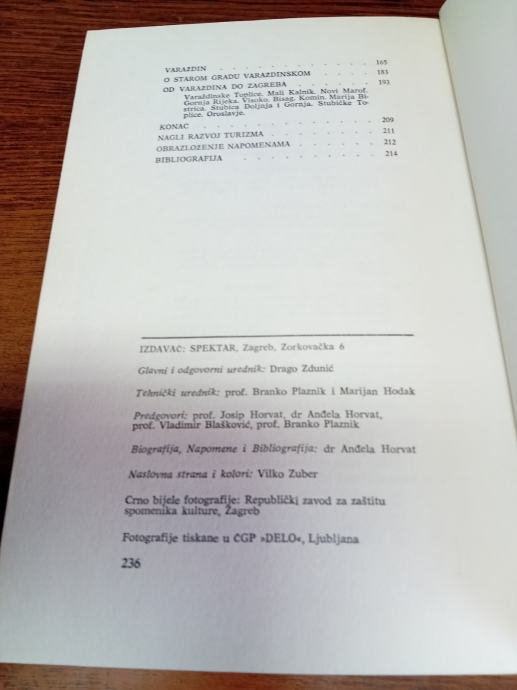 VARAŽDIN . . . . . . . . . . . 165
O STAROM GRADU VARAŽDINSKOM . . . . 183
OD VARAŽDINA DO ZAGREBA . . . . . 193
Varaždinske Toplice. Mali Kalnik. Novi Marof.
Gornja Rijeka. Visoko. Bisag. Komin. Marija Bi-
strica. Stubica Doljnja i Gornja. Stubičke To-
plice. Oroslavje.
KONAC . . . . . . . . . . . . 209
NAGLI RAZVOJ TURIZMA . . . . . . . 211
OBRAZLOŽENJE NAPOMENAMA . . . . . 212
BIBLIOGRAFIJA . . . . . . . . . 214
IZDAVAČ: SPEKTAR, Zagreb, Zorkovačka 6
Glavni i odgovorni urednik: Drago Zdunić
Tehnički urednik: prof. Branko Plaznik i Marijan Hodak
Predgovori: prof. Josip Horvat, dr Anđela Horvat,
prof. Vladimir Blašković, prof. Branko Plaznik
Biografija, Napomene i Bibliografija: dr Anđela Horvat
Naslovna strana i kolori: Vilko Zuber
Crno bijele fotografije: Republički zavod za zaštitu
spomenika kulture, Zagreb
Fotografije tiskane u ČGP »DELO«, Ljubljana
236